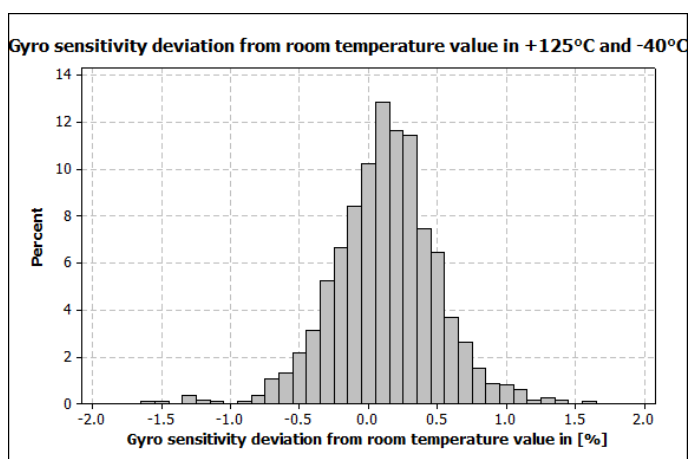 Gyro sensitivity deviation from room temperature value in +125°C and -40°C
14
12
10
8
6
4
2
0
Percent
-2.0 -1.5 -1.0 -0.5 0.0 0.5 1.0 1.5 2.0
Gyro sensitivity deviation from room temperature value in [%]